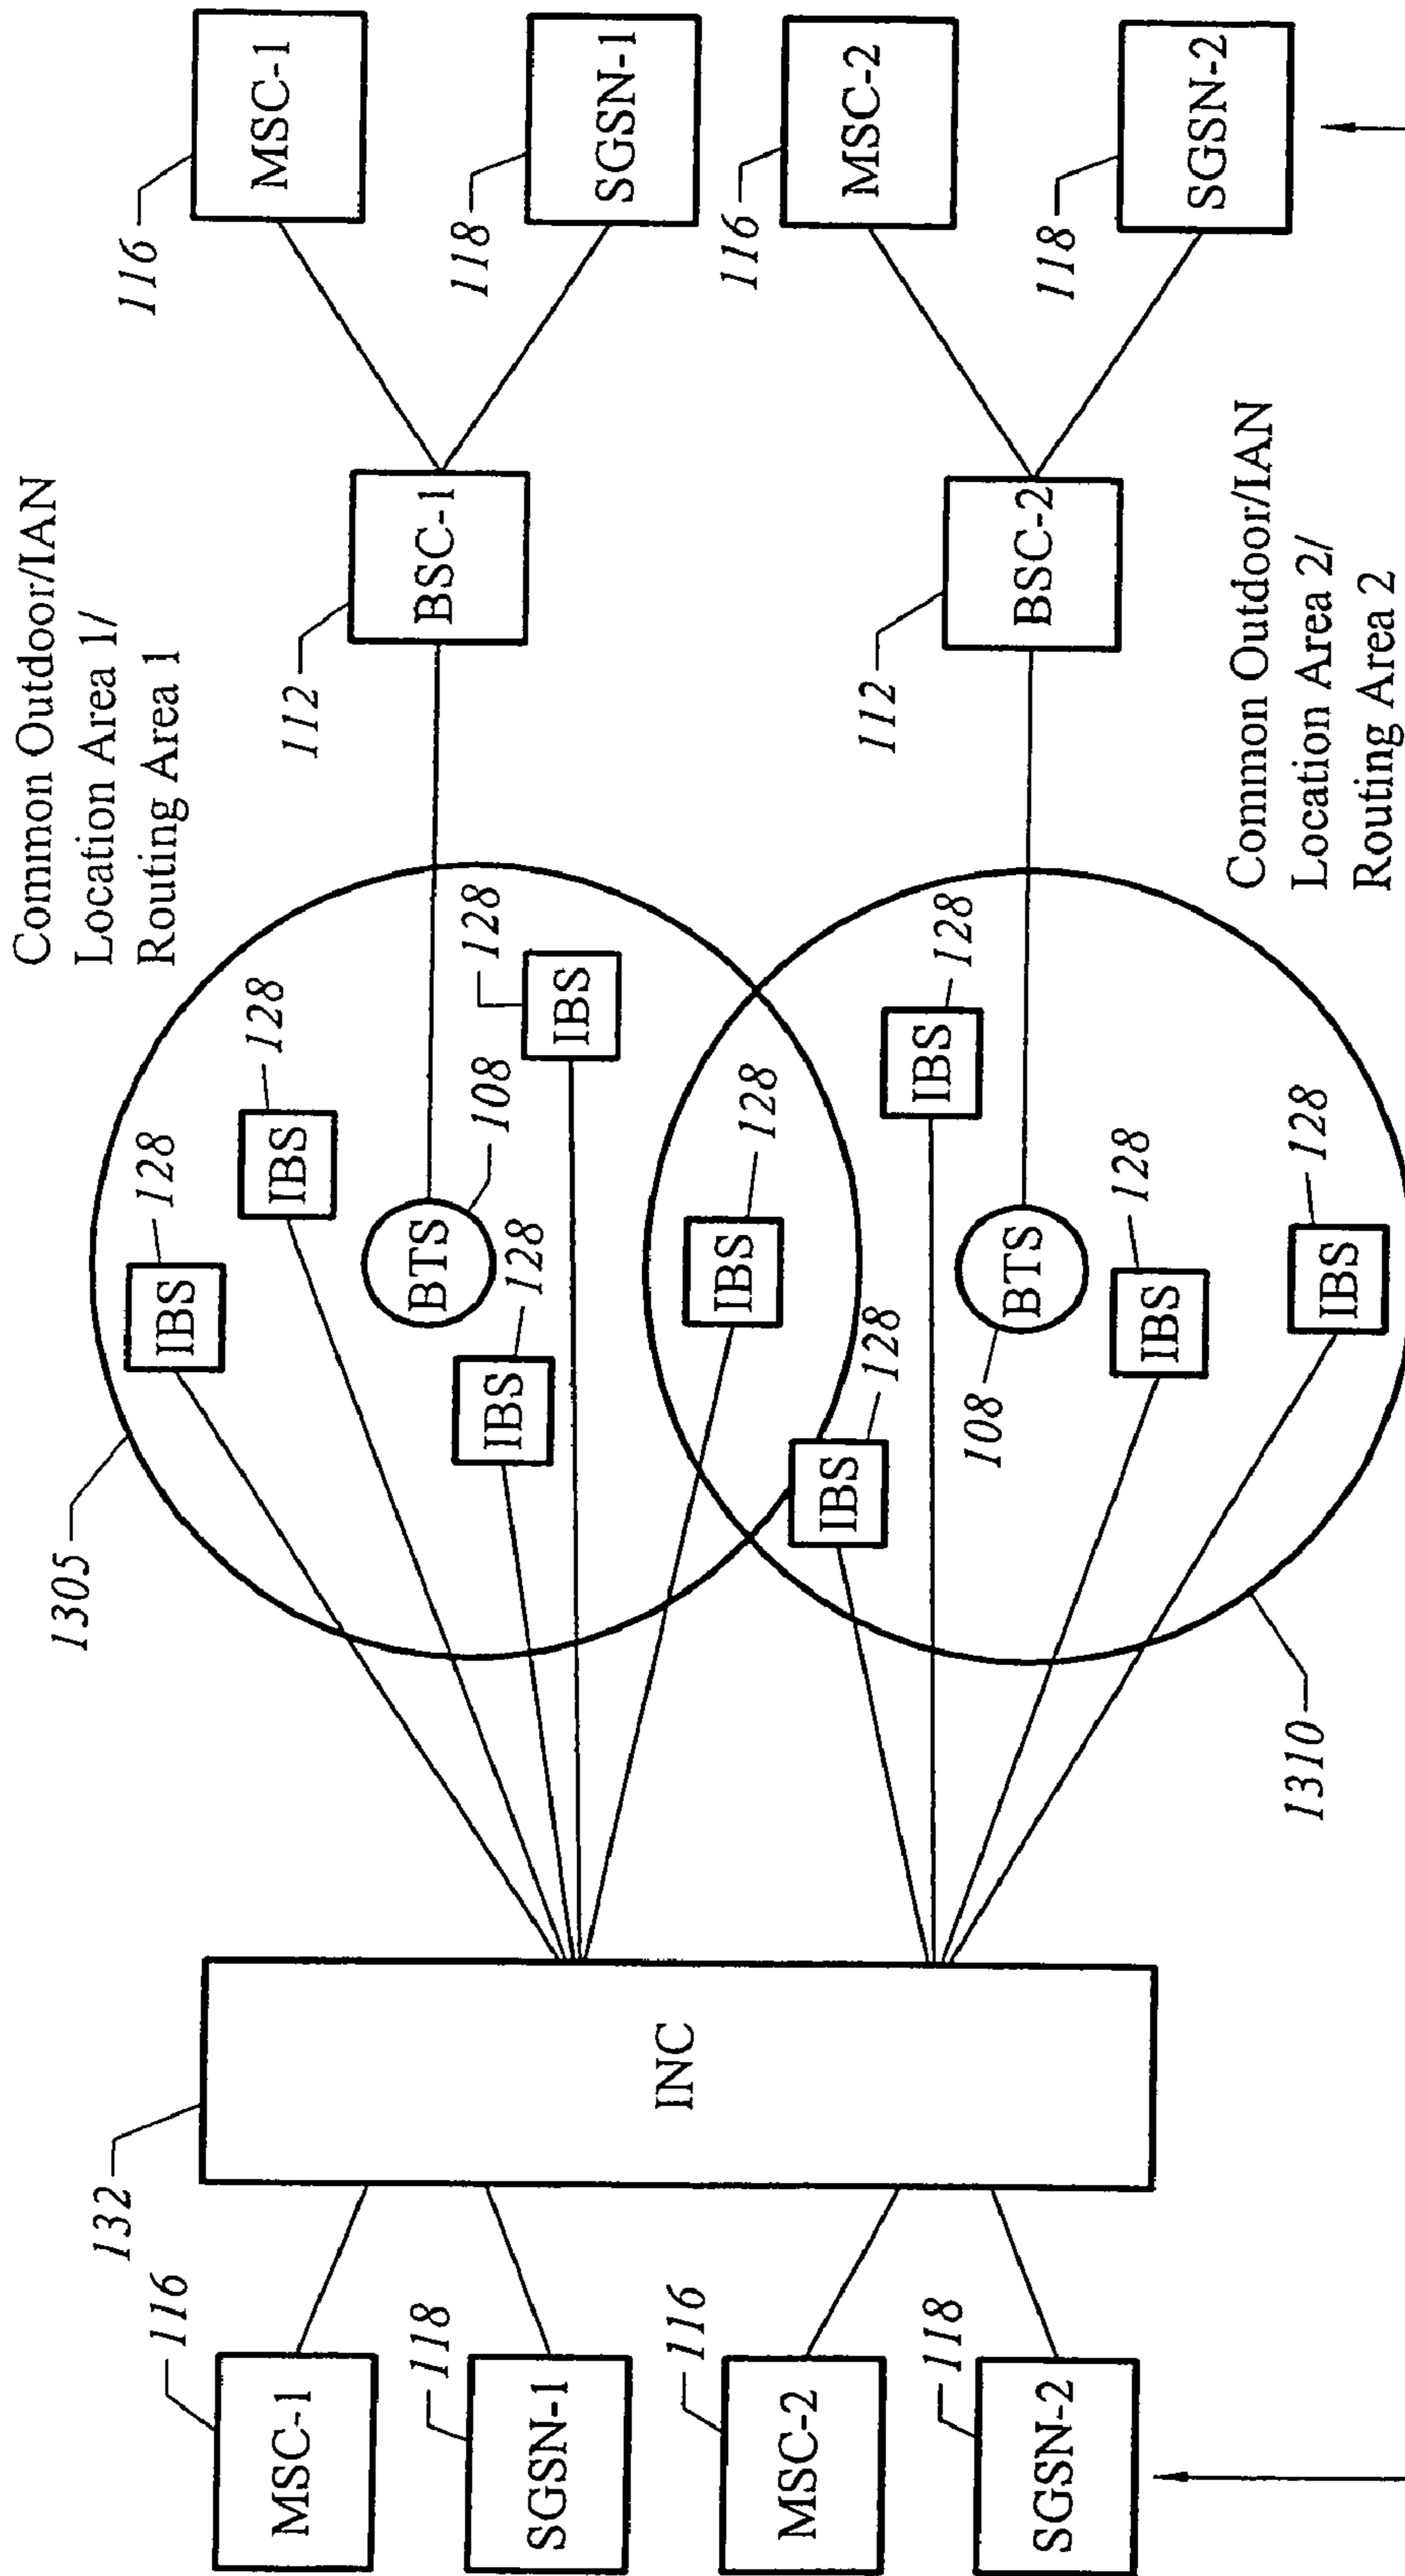 Common Outdoor/IAN
Location Area 1/
Routing Area 1
1305
132
116
116
MSC-1
MSC-1
128
IBS
128
IBS
112
BSC-1
BTS
108
118
SGSN-1
118
SGSN-1
128
IBS
128
IBS
INC
128
IBS
116
MSC-2
116
MSC-2
128
IBS
128
IBS
112
BSC-2
108
BTS
118
SGSN-2
118
SGSN-2
128
IBS
128
IBS
1310
Common Outdoor/IAN
Location Area 2/
Routing Area 2